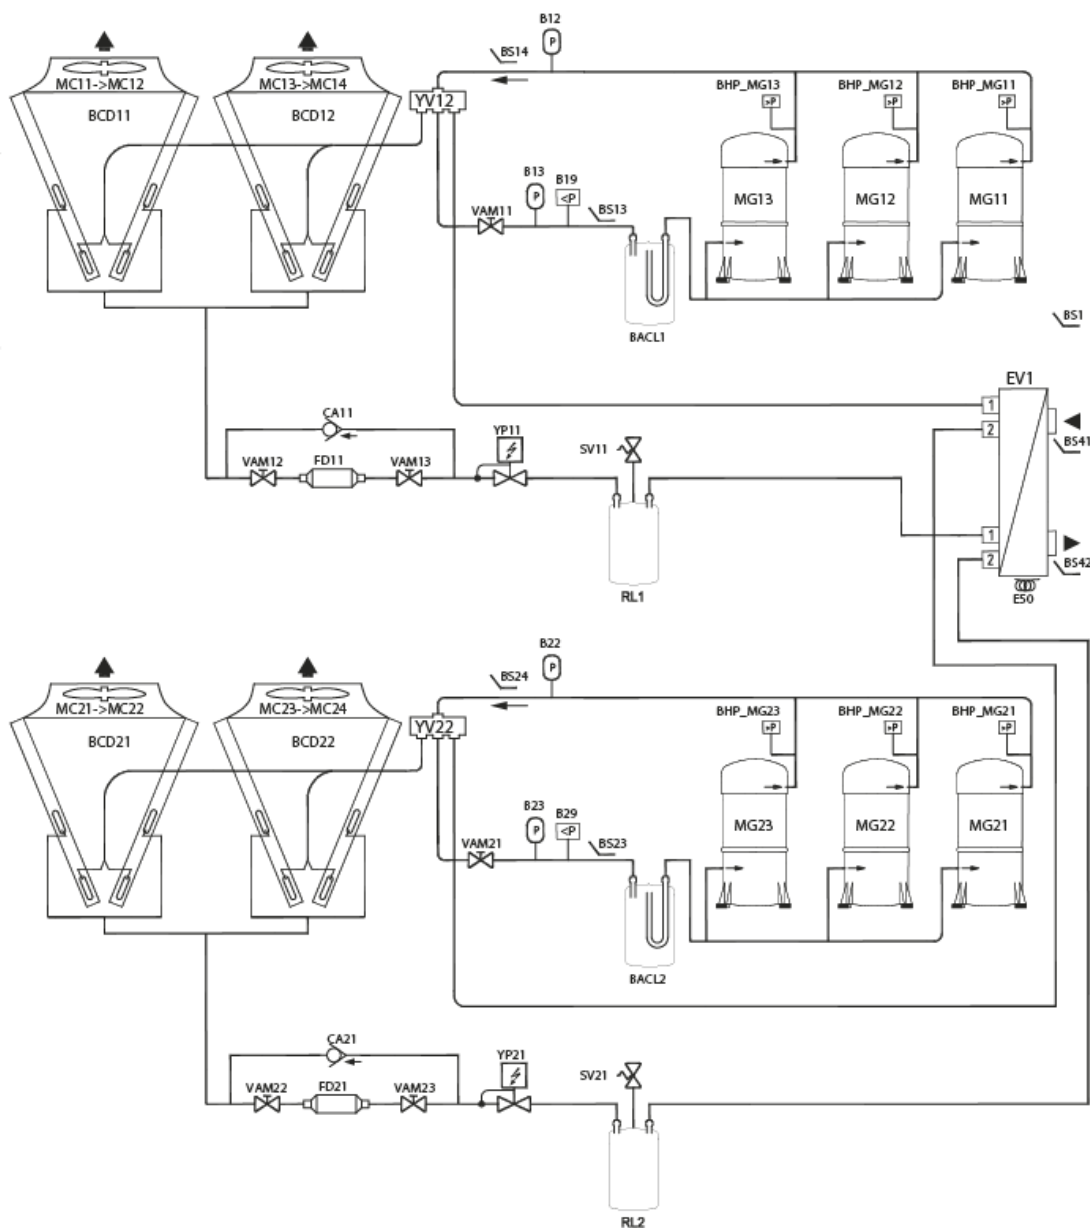 B12
P
BS14
MC11->MC12
MC13->MC14
BHP_MG13
BHP_MG12
BHP_MG11
>P
>P
>P
YV12
BCD11
BCD12
B13
B19
P
<P
MG13
MG12
MG11
VAM11
BS13
BACL1
BS1
EV1
1
2
BS41
CA11
YP11
SV11
VAM12
FD11
VAM13
1
2
BS42
E50
RL1
B22
P
BS24
MC21->MC22
MC23->MC24
BHP_MG23
BHP_MG22
BHP_MG21
>P
>P
>P
YV22
BCD21
BCD22
B23
B29
P
<P
MG23
MG22
MG21
VAM21
BS23
BACL2
CA21
YP21
SV21
VAM22
FD21
VAM23
RL2